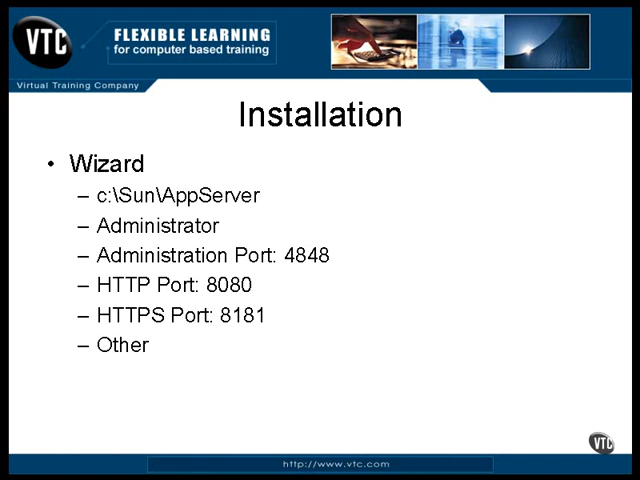 VTC
FLEXIBLE LEARNING
for computer based training
Virtual Training Company
Installation
• Wizard
– c:\Sun\AppServer
– Administrator
– Administration Port: 4848
– HTTP Port: 8080
– HTTPS Port: 8181
– Other
VTC
http://www.vtc.com